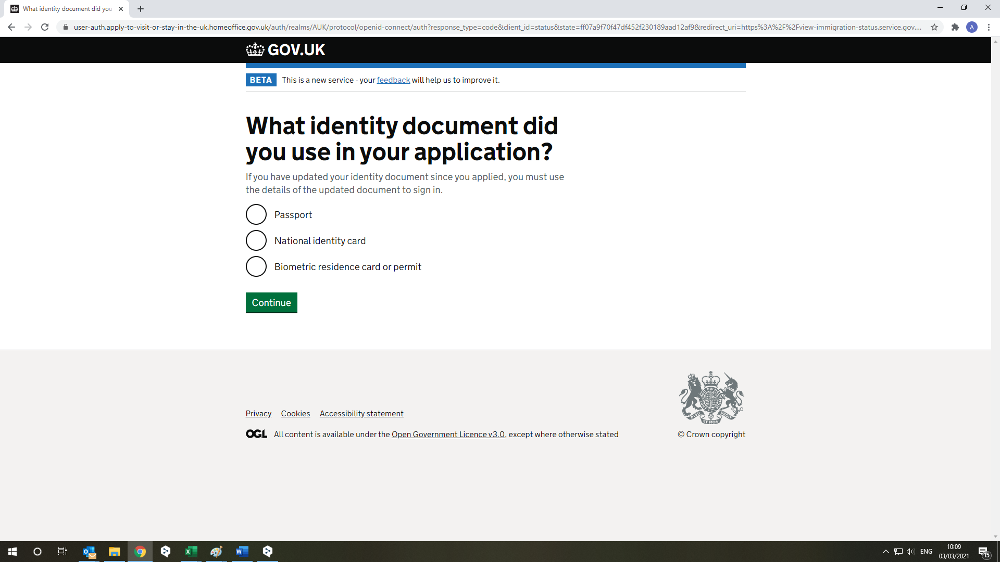 What identity document did you
user-auth.apply-to-visit-or-stay-in-the-uk.homeoffice.gov.uk/auth/realms/AUK/protocol/openid-connect/auth?response_type=code&client_id=status&state=ff07a9f70f47df452f230189aad12af9&redirect_uri=https%3A%2F%2Fview-immigration-status.service.gov....
A
GOV.UK
BETA This is a new service - your feedback will help us to improve it.
What identity document did
you use in your application?
If you have updated your identity document since you applied, you must use
the details of the updated document to sign in.
Passport
National identity card
Biometric residence card or permit
Continue
Privacy Cookies Accessibility statement
OGL All content is available under the Open Government Licence v3.0, except where otherwise stated
© Crown copyright
ENG
10:09
03/03/2021
15